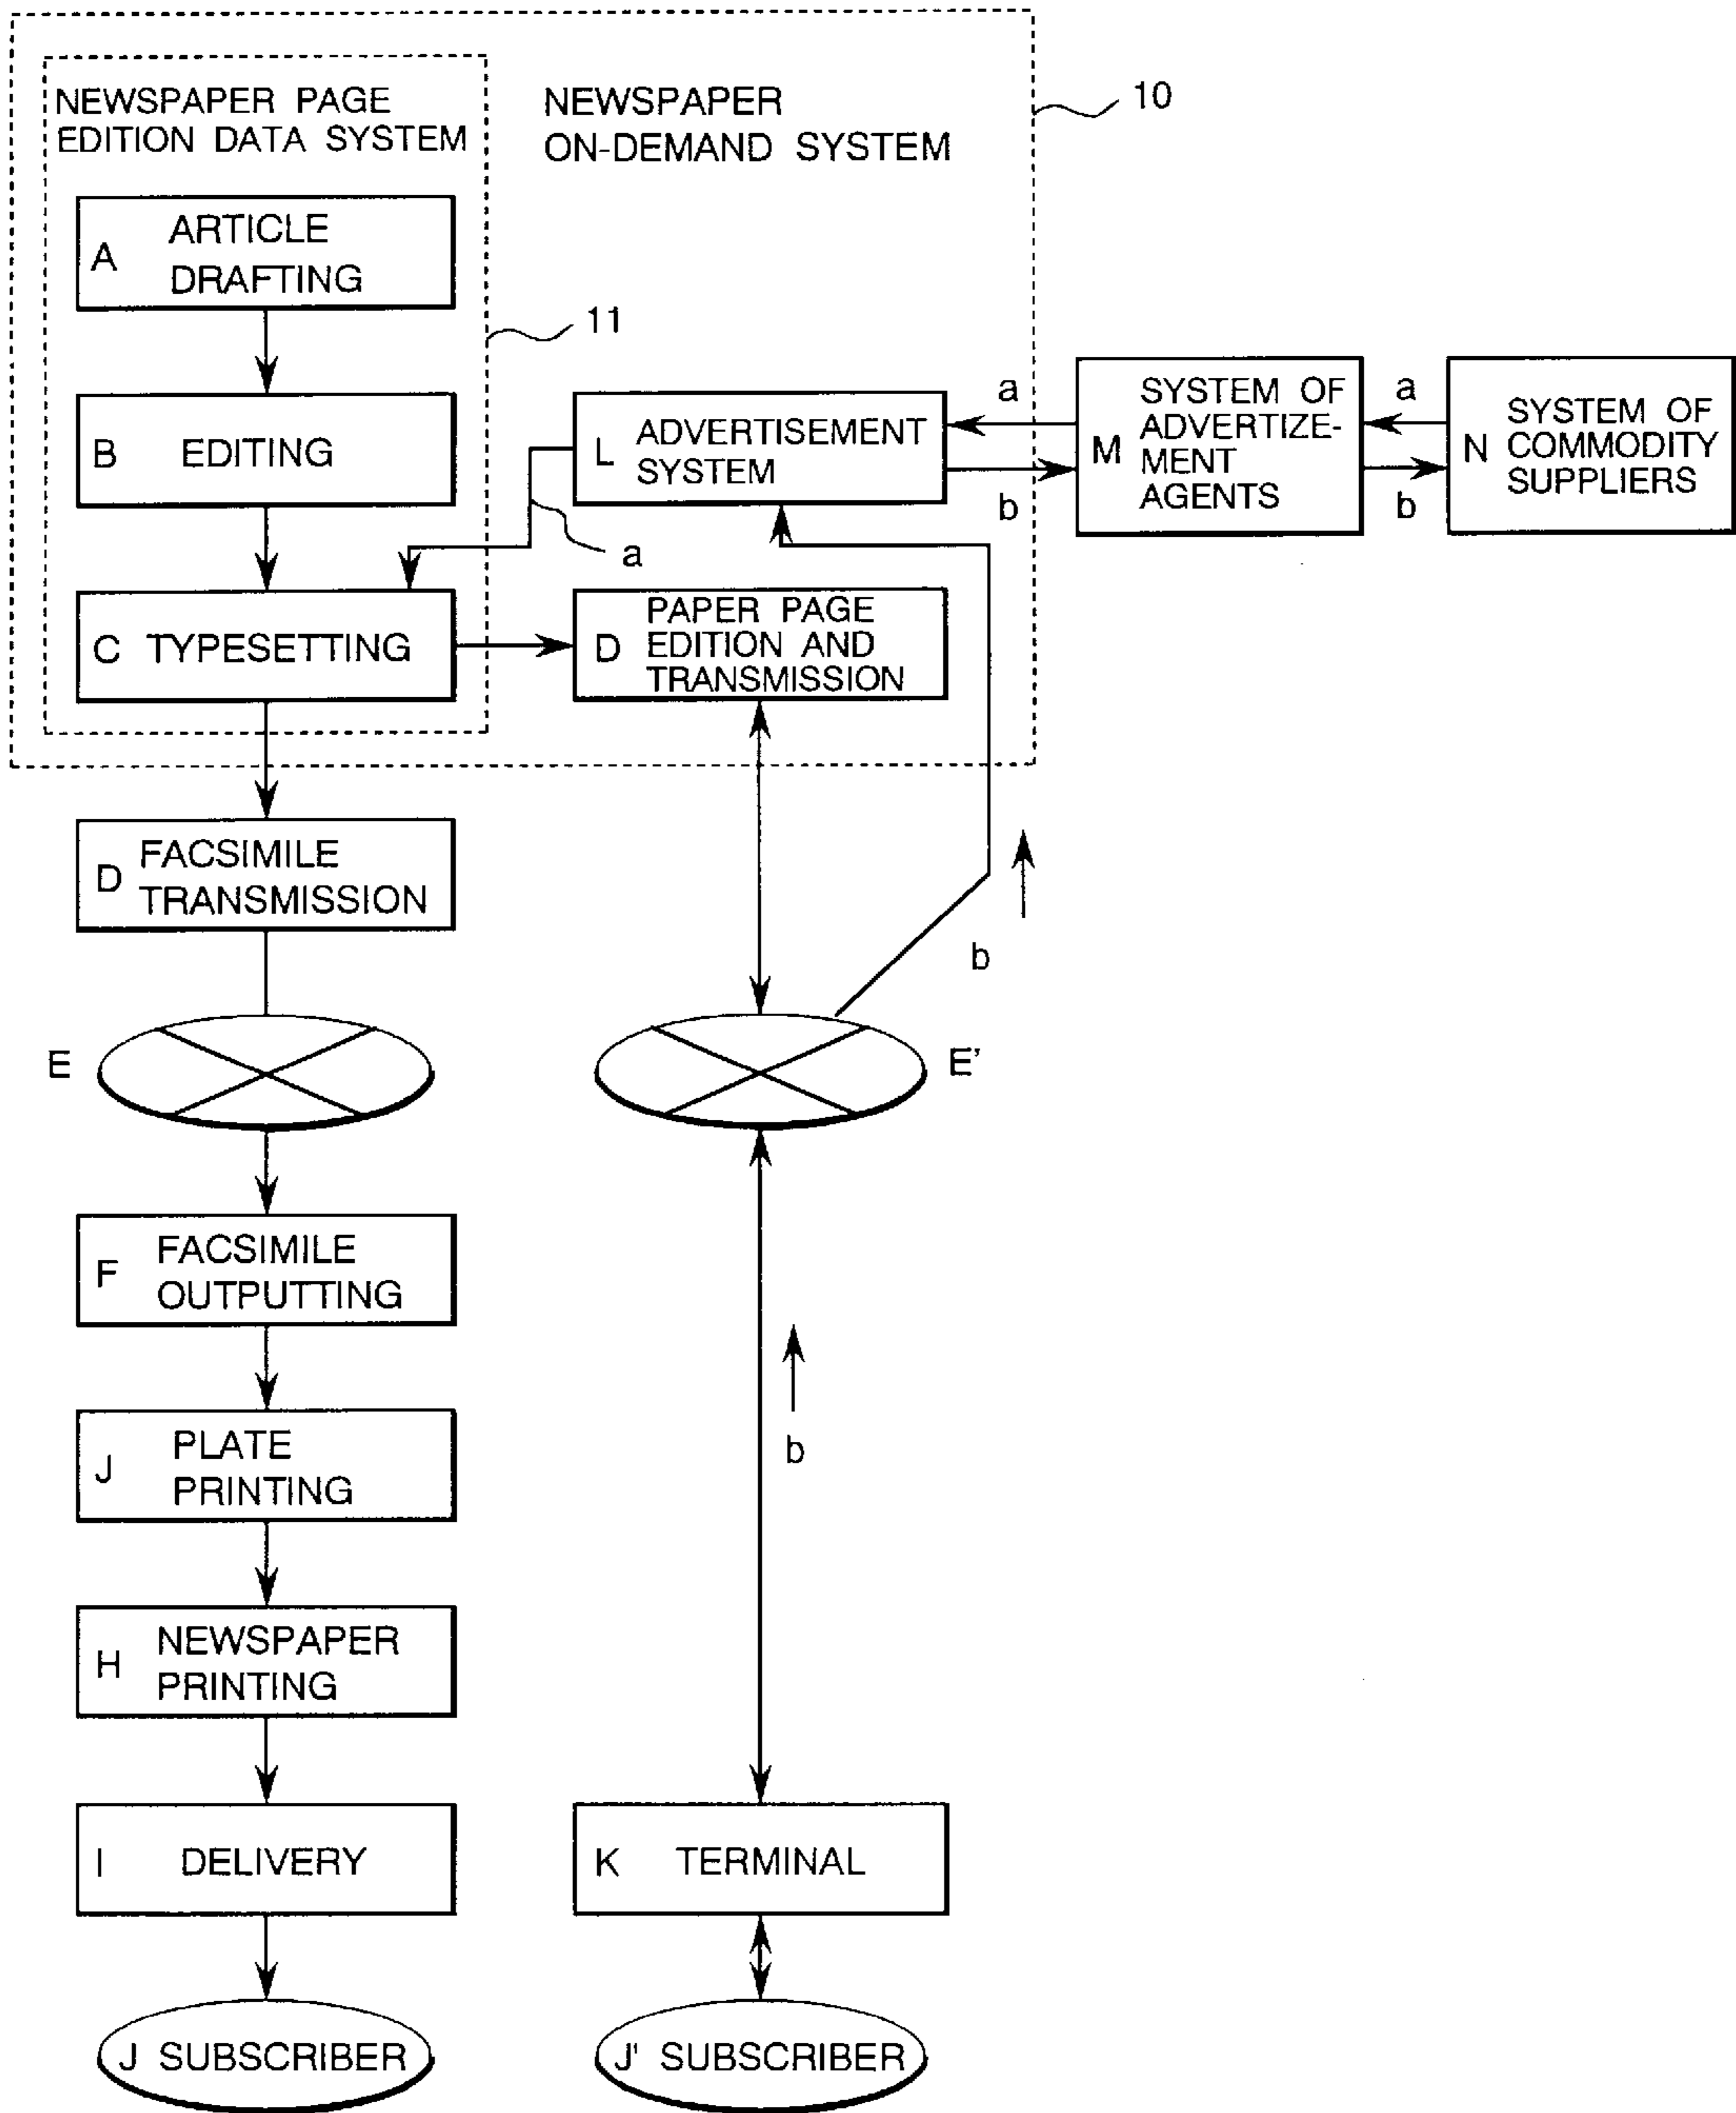 NEWSPAPER PAGE
EDITION DATA SYSTEM
NEWSPAPER
ON-DEMAND SYSTEM
10
A
ARTICLE
DRAFTING
11
B EDITING
L
ADVERTISEMENT
SYSTEM
a
b
M
SYSTEM OF
ADVERTIZE-
MENT
AGENTS
a
b
N
SYSTEM OF
COMMODITY
SUPPLIERS
a
C TYPESETTING
D
PAPER PAGE
EDITION AND
TRANSMISSION
D
FACSIMILE
TRANSMISSION
b
E
E'
F
FACSIMILE
OUTPUTTING
b
J
PLATE
PRINTING
H
NEWSPAPER
PRINTING
I DELIVERY
K TERMINAL
J SUBSCRIBER
J' SUBSCRIBER